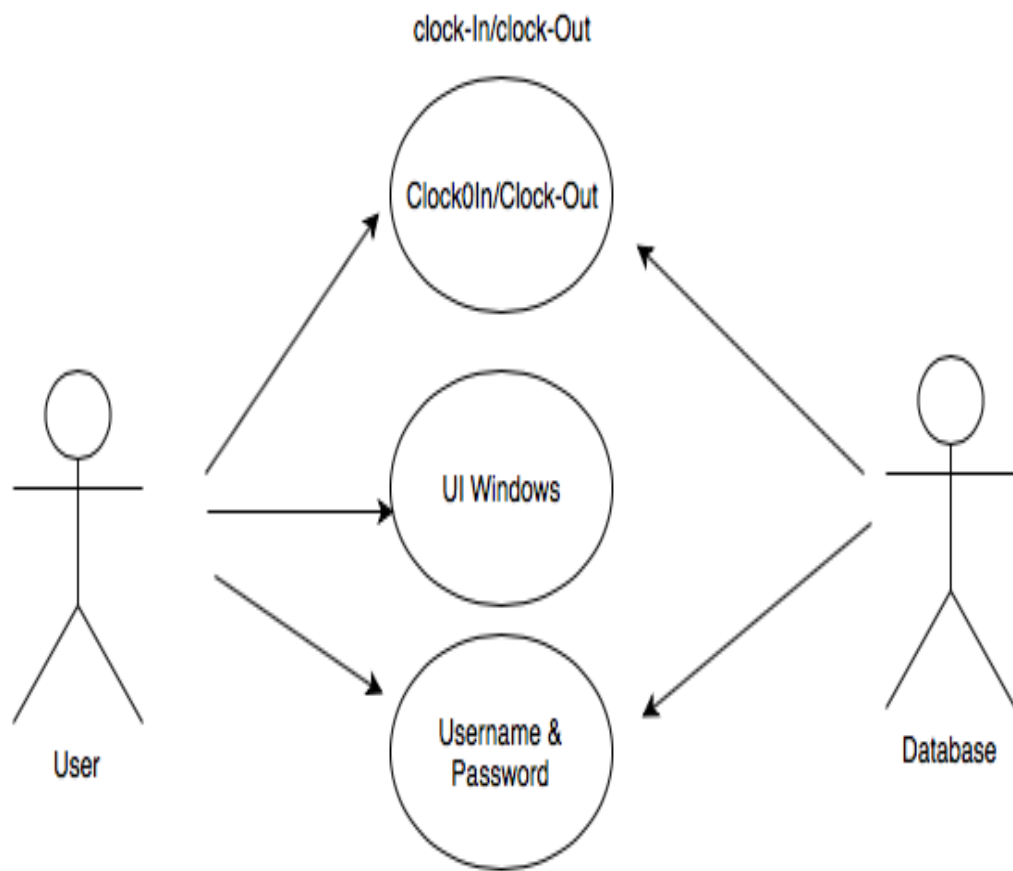 clock-In/clock-Out
Clock0In/Clock-Out
UI Windows
Username &
Password
User
Database